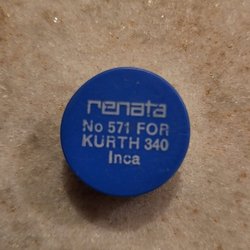 renata
No 571 FOR
KURTH 340
Inca